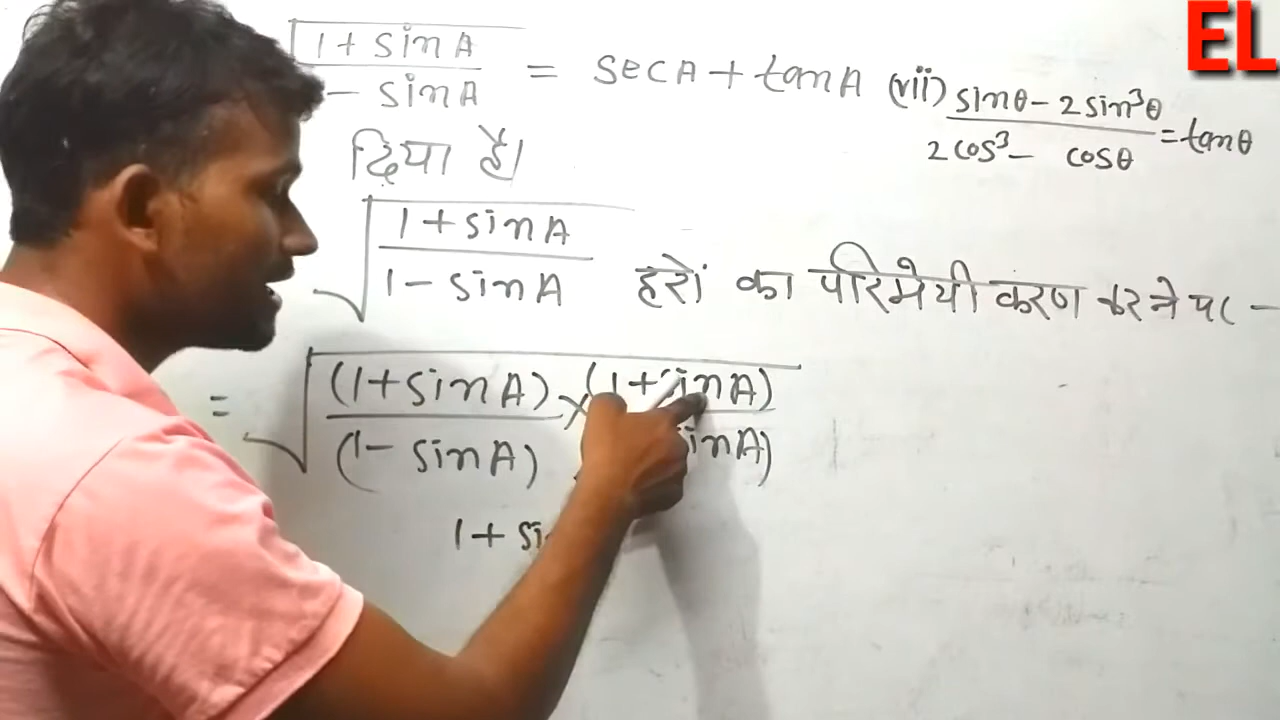 EL
√(1 + sinA / - sinA) = secA + tanA
(vii) (sinθ - 2sin³θ) / (2cos³ - cosθ) = tanθ
दिया है।
√(1 + sinA / 1 - sinA) हरों का परिमेयी करण करने पर -
= √((1 + sinA) × (1 + sinA) / (1 - sinA) sinA))
1 + si